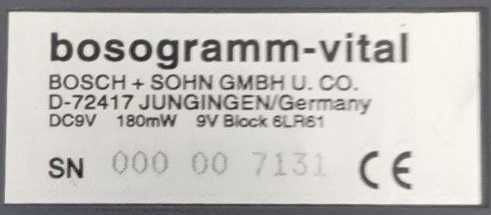 bosogramm-vital
BOSCH + SOHN GMBH U. CO.
D-72417 JUNGINGEN/Germany
DC9V 180mW 9V Block 6LR61
SN 000 00 7131 CE